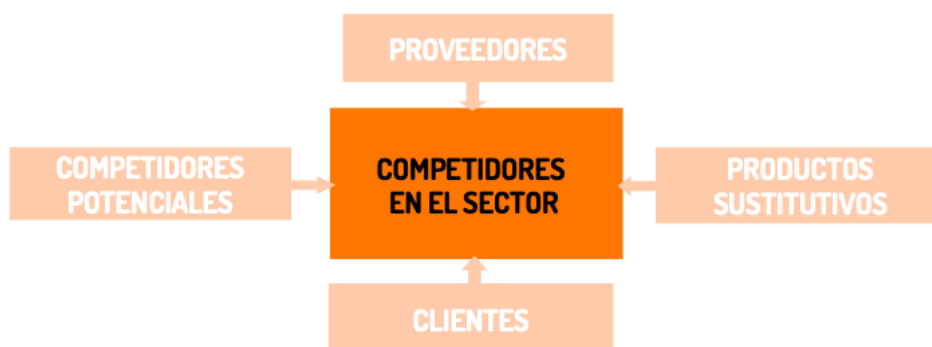 PROVEEDORES
COMPETIDORES
POTENCIALES
COMPETIDORES
EN EL SECTOR
PRODUCTOS
SUSTITUTIVOS
CLIENTES